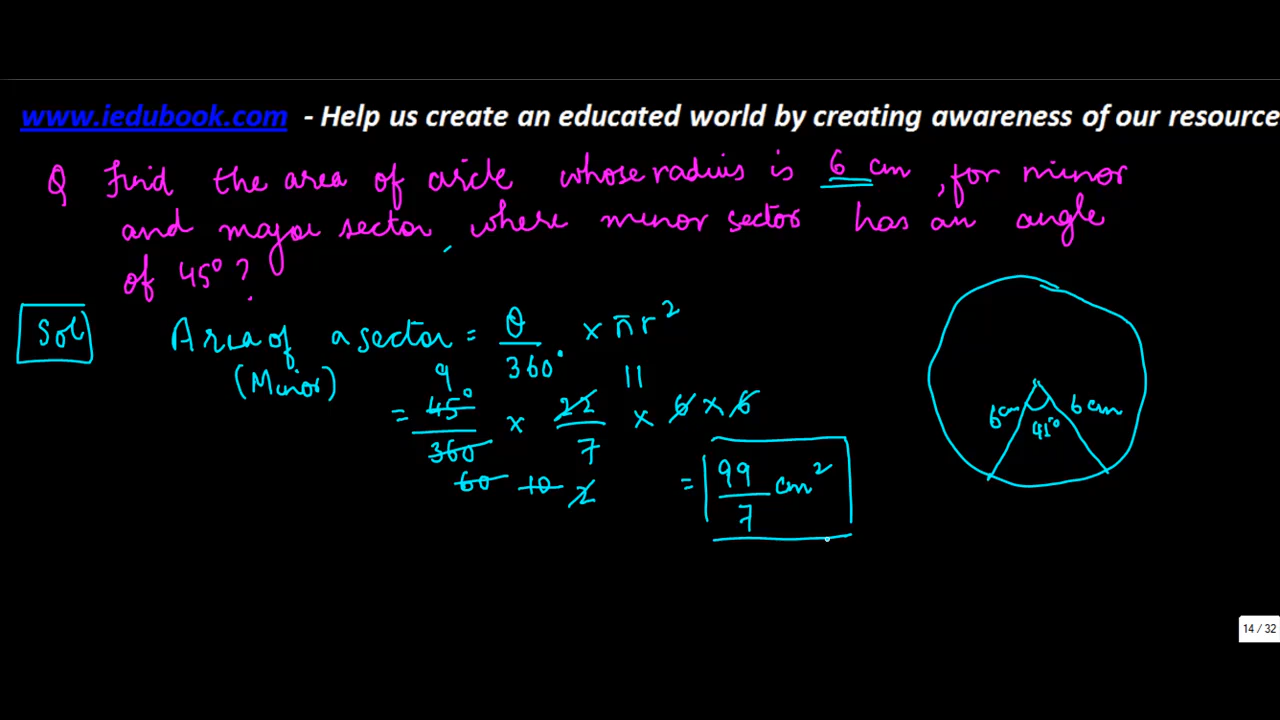 www.iedubook.com - Help us create an educated world by creating awareness of our resource
Q Find the area of circle whose radius is 6 cm, for minor
and major sector, where minor sector has an angle
of 45° ?
Sol Area of a sector = θ/360° × πr²
(Minor)
9 11
= 45°/360 × 22/7 × 6 × 6
60 10 2
= 99/7 cm²
6cm 45° 6 cm
14 / 32